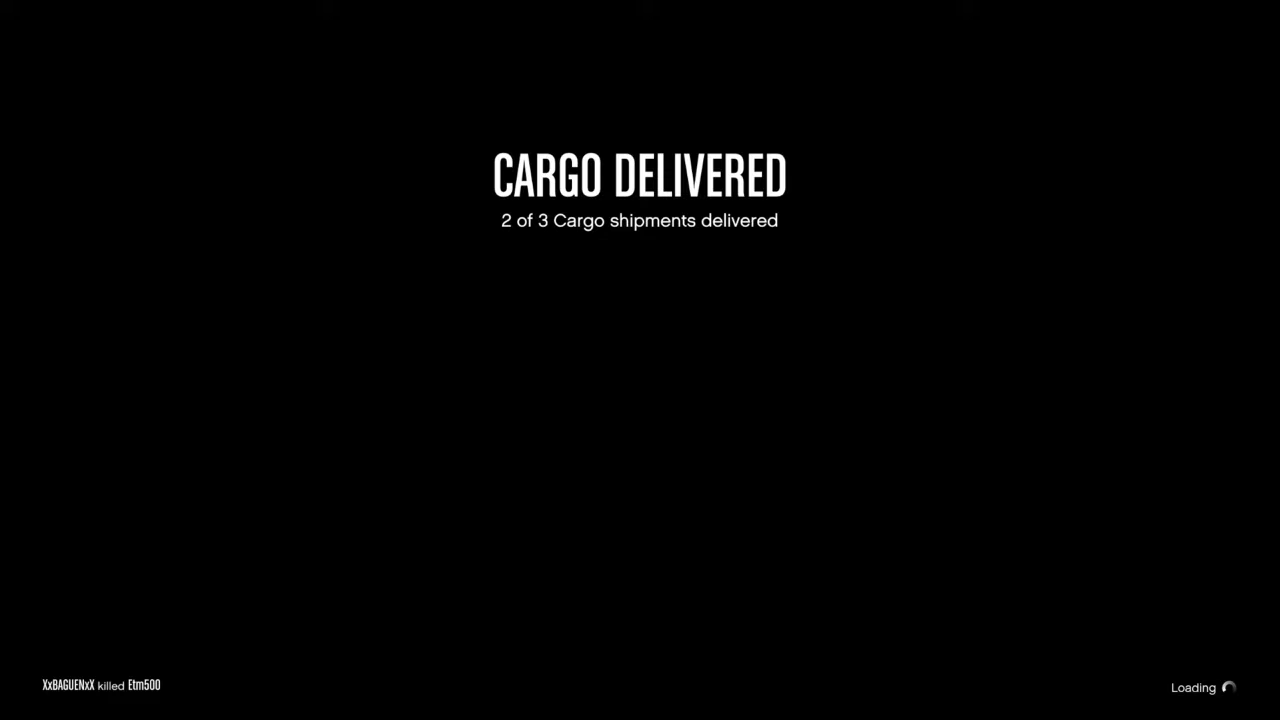 CARGO DELIVERED
2 of 3 Cargo shipments delivered
XxBAGUENxX killed Etm500
Loading